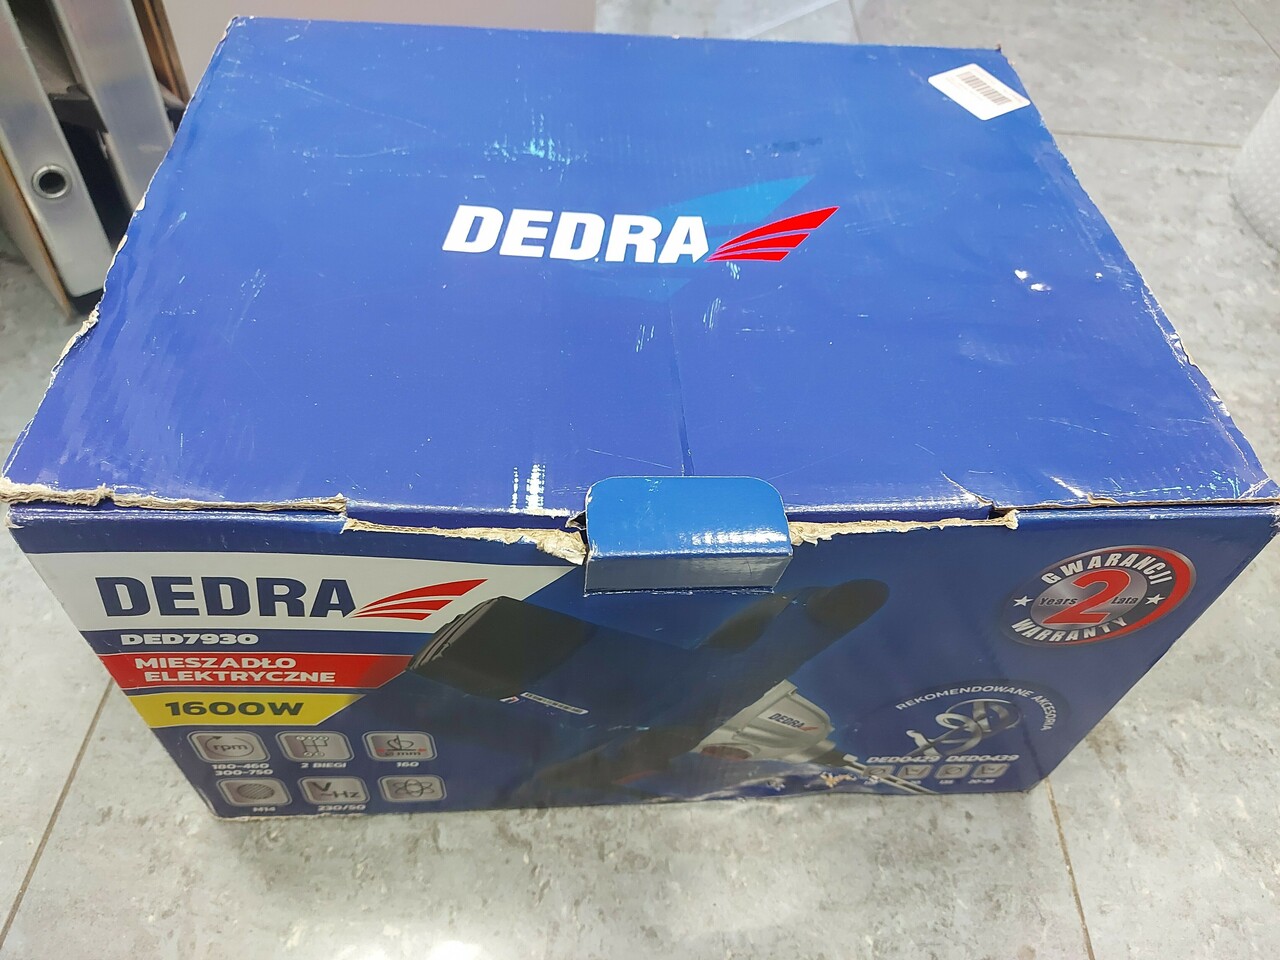 DEDRA
DEDRA
DED7930
MIESZADŁO
ELEKTRYCZNE
1600W
rpm
180-460
300-750
2 BIEGI
Ø mm
160
M14
V~Hz
230/50
DEDRA
GWARANCJI
Years 2 Lata
WARRANTY
REKOMENDOWANE AKCESORIA
DED0429 DED0439